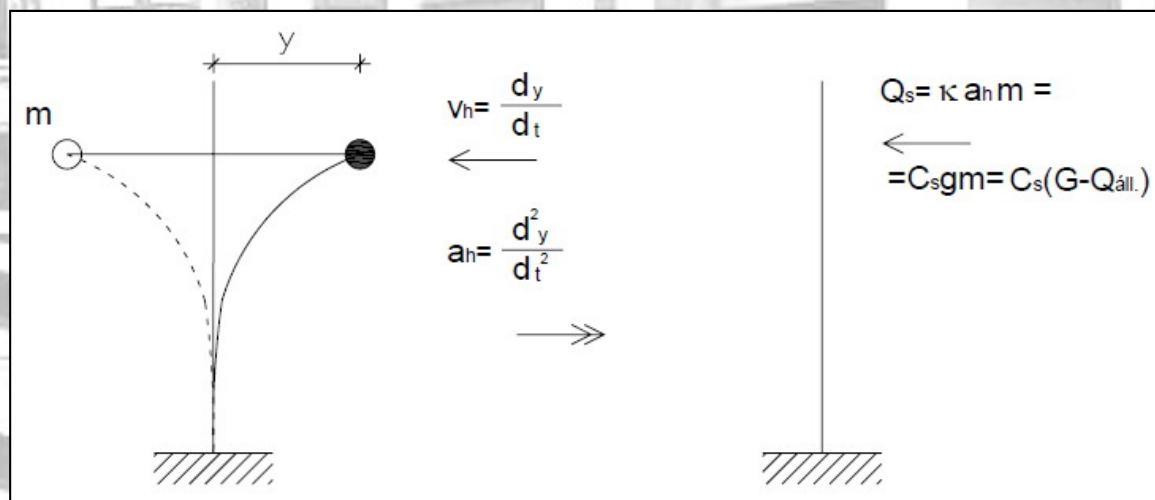 y
m
vh= dy/dt
ah= d²y/dt²
Qs= κ ah m =
=Csgm= Cs(G-Qáll.)